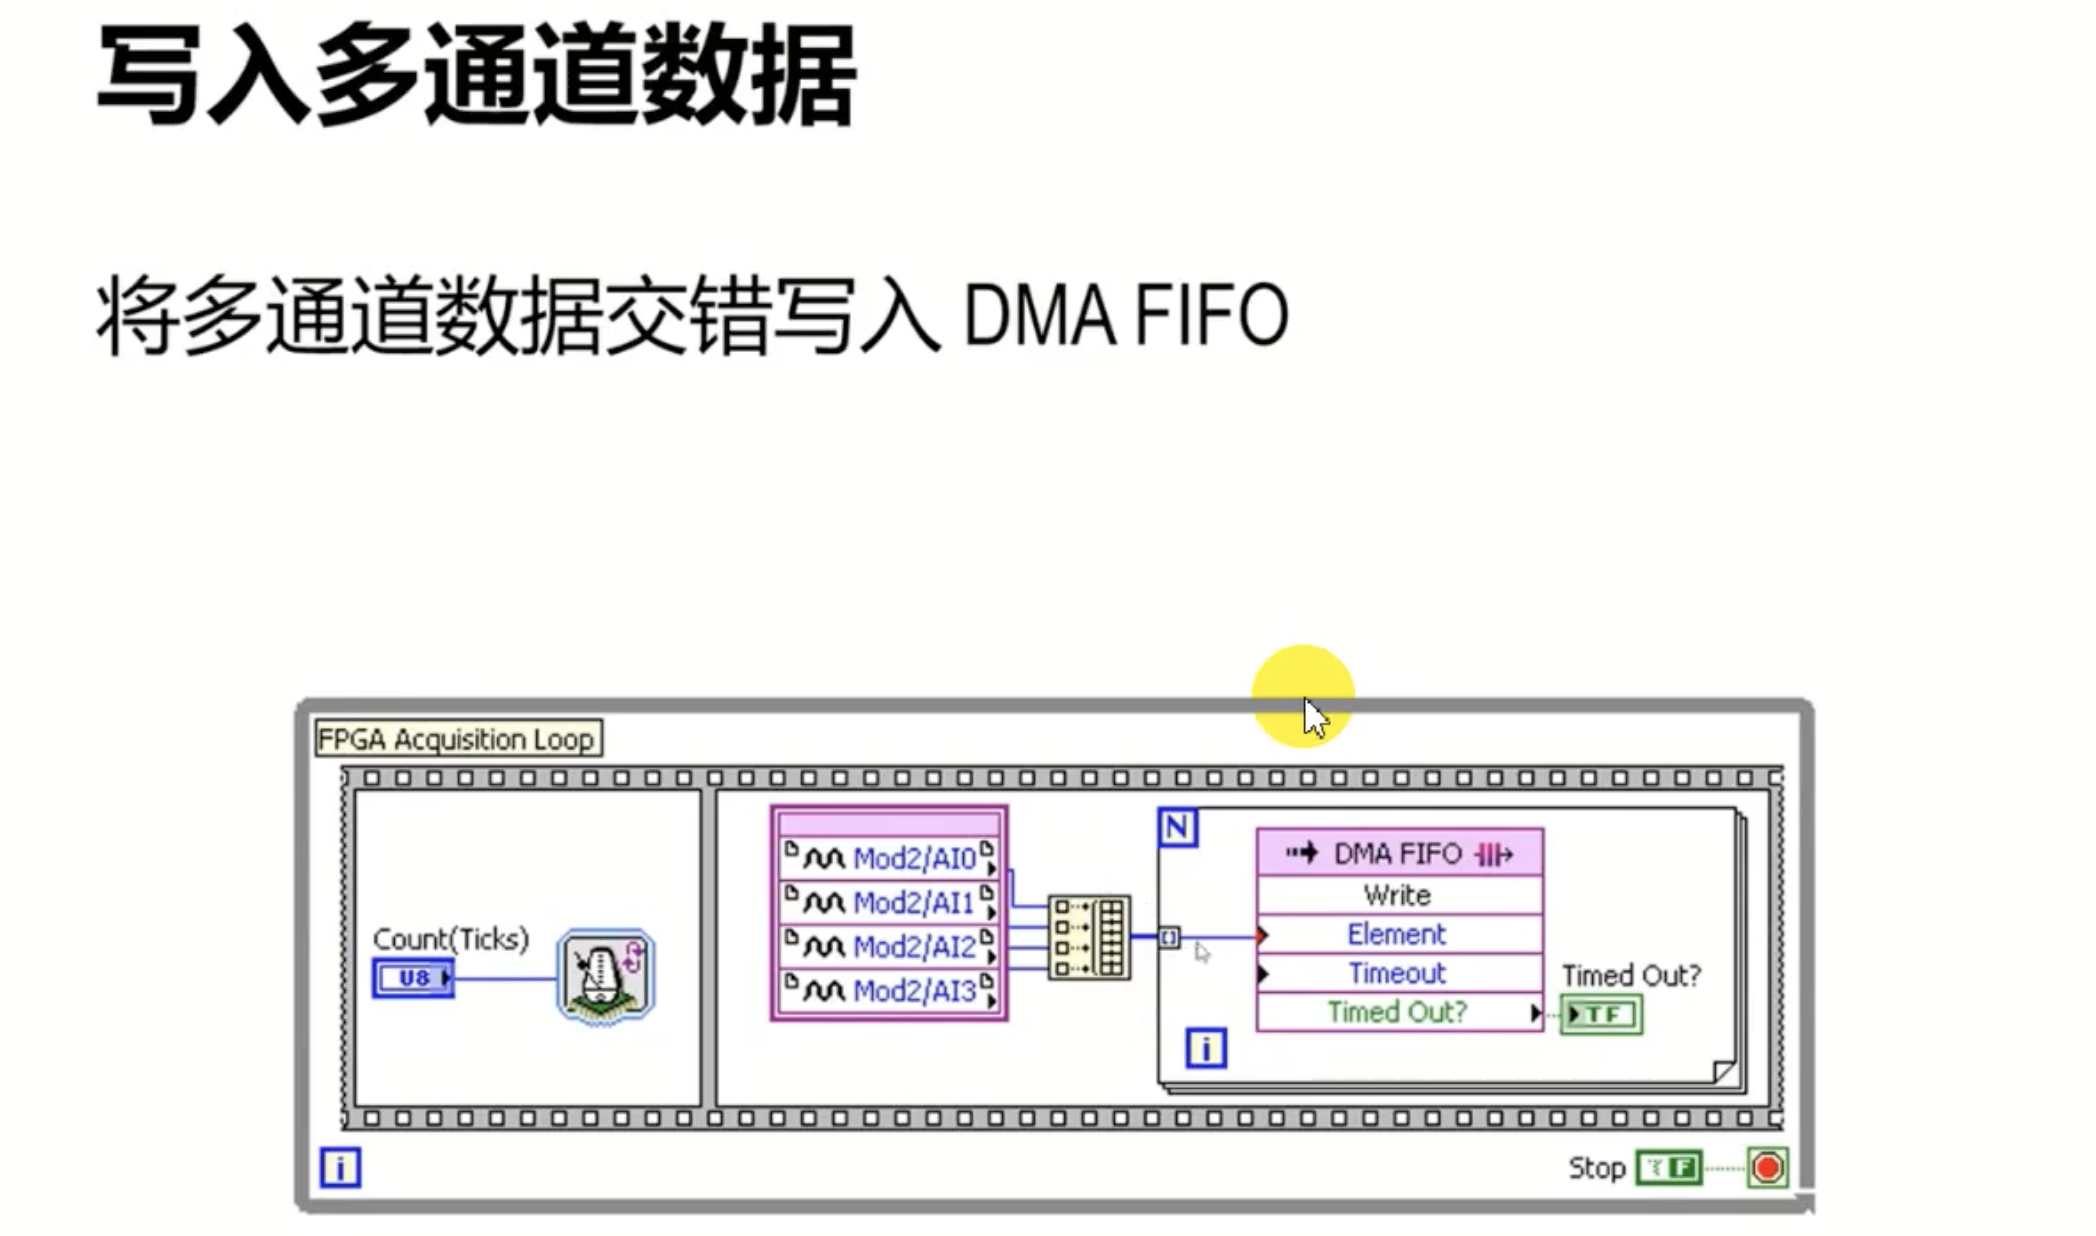 写入多通道数据
将多通道数据交错写入 DMA FIFO
FPGA Acquisition Loop
Count(Ticks)
U8
Mod2/AI0
Mod2/AI1
Mod2/AI2
Mod2/AI3
N
DMA FIFO
Write
Element
Timeout
Timed Out?
Timed Out?
TF
i
i
Stop
F